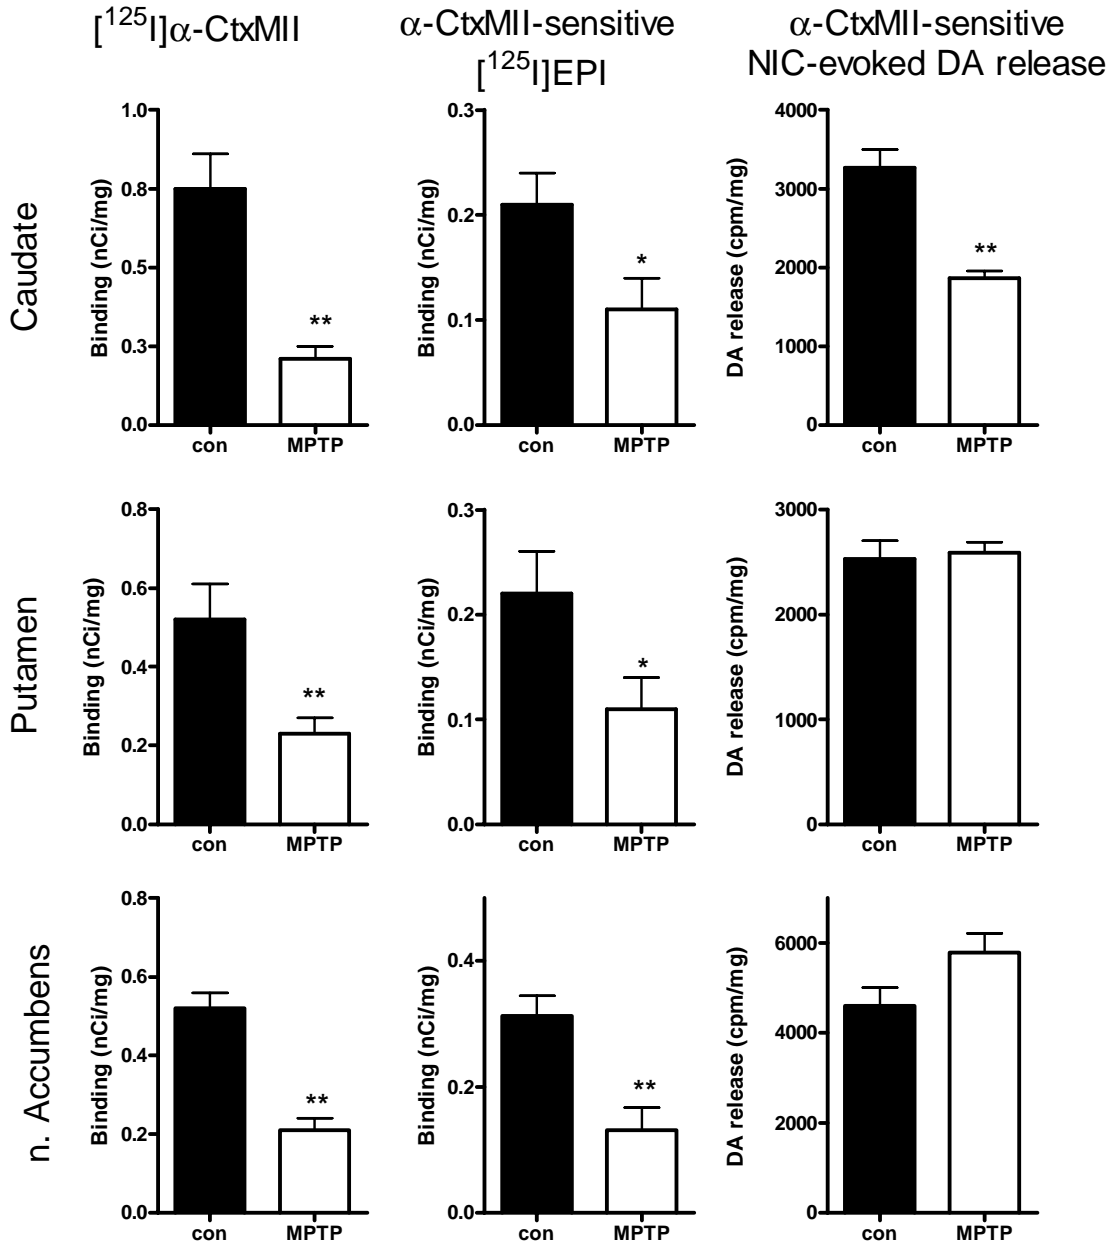 [¹²⁵I]α-CtxMII
α-CtxMII-sensitive
[¹²⁵I]EPI
α-CtxMII-sensitive
NIC-evoked DA release
Caudate
Binding (nCi/mg)
1.0
0.8
0.5
0.3
0.0
**
con MPTP
Binding (nCi/mg)
0.3
0.2
0.1
0.0
*
con MPTP
DA release (cpm/mg)
4000
3000
2000
1000
0
**
con MPTP
Putamen
Binding (nCi/mg)
0.8
0.6
0.4
0.2
0.0
**
con MPTP
Binding (nCi/mg)
0.3
0.2
0.1
0.0
*
con MPTP
DA release (cpm/mg)
3000
2000
1000
0
con MPTP
n. Accumbens
Binding (nCi/mg)
0.8
0.6
0.4
0.2
0.0
**
con MPTP
Binding (nCi/mg)
0.4
0.2
0.0
**
con MPTP
DA release (cpm/mg)
6000
4000
2000
0
con MPTP